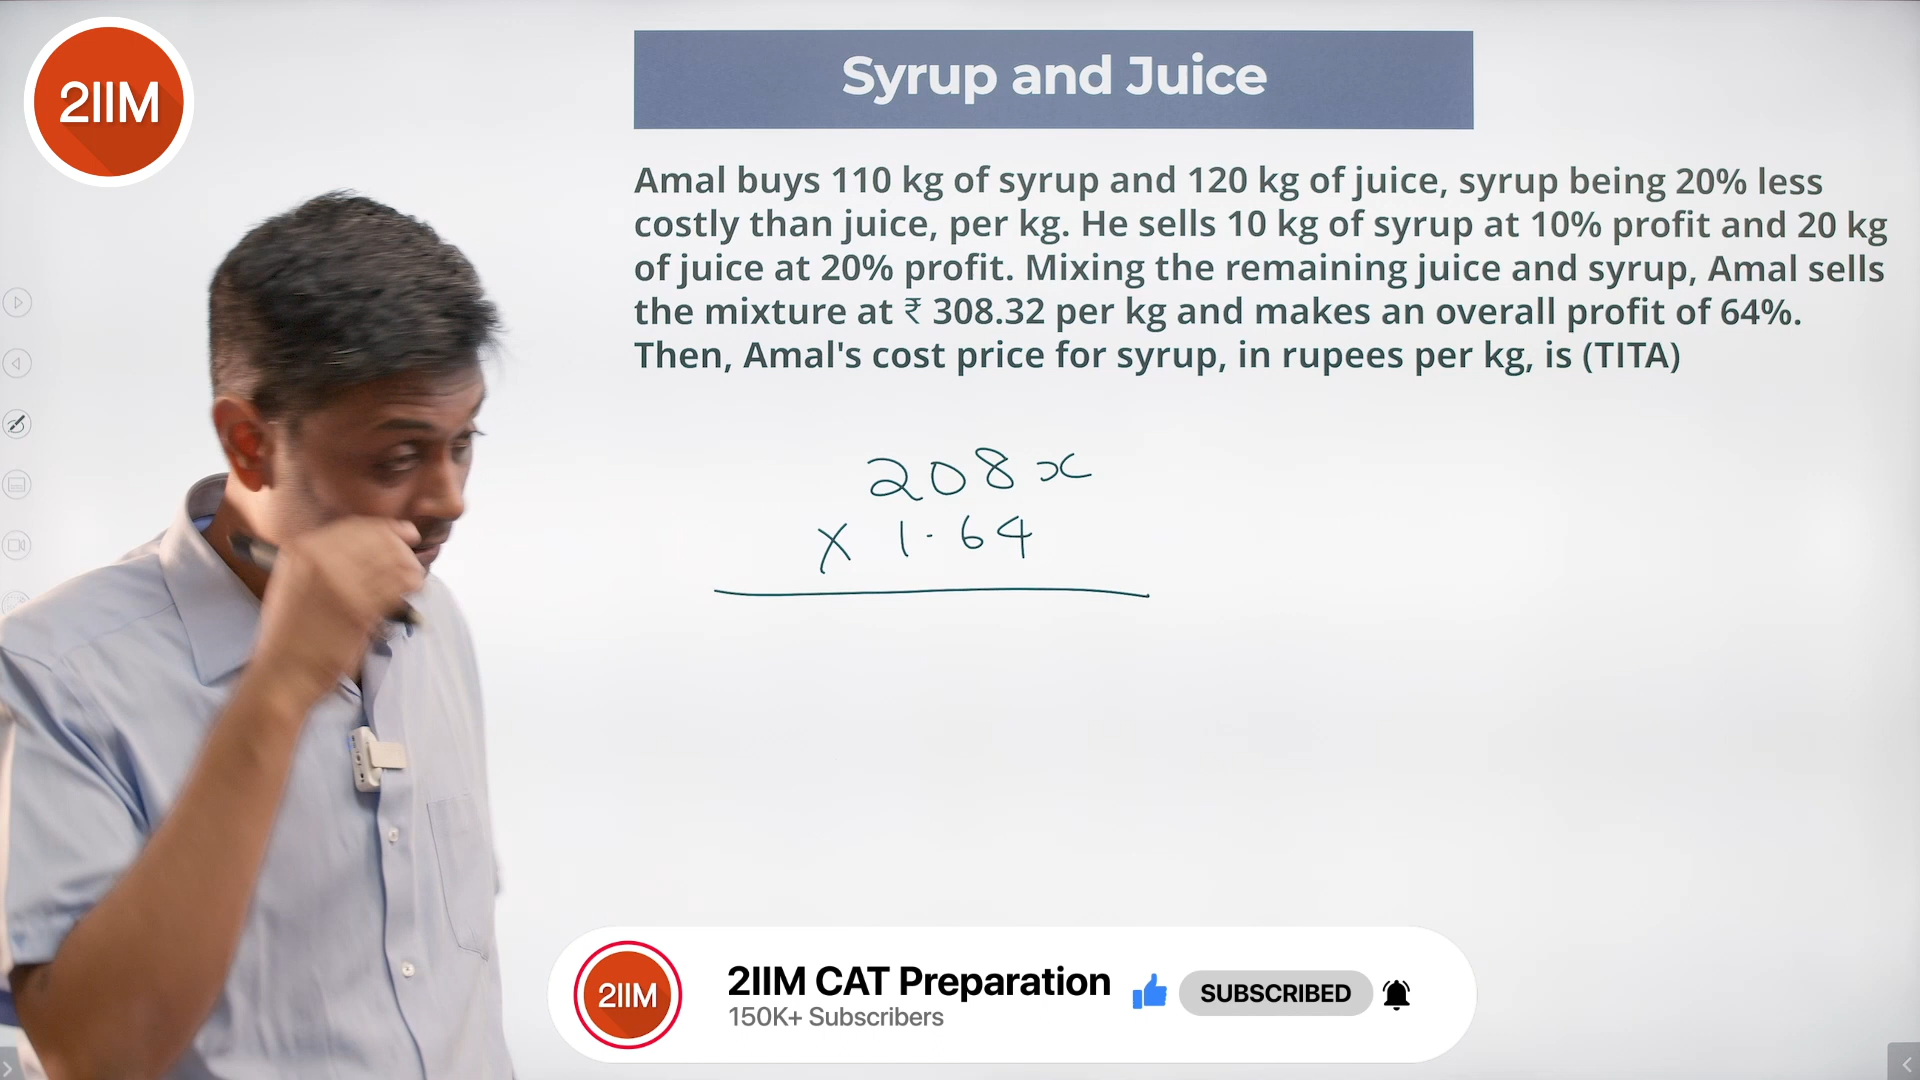 2IIM
Syrup and Juice
Amal buys 110 kg of syrup and 120 kg of juice, syrup being 20% less
costly than juice, per kg. He sells 10 kg of syrup at 10% profit and 20 kg
of juice at 20% profit. Mixing the remaining juice and syrup, Amal sells
the mixture at ₹ 308.32 per kg and makes an overall profit of 64%.
Then, Amal's cost price for syrup, in rupees per kg, is (TITA)
208x
x 1.64
2IIM
2IIM CAT Preparation
150K+ Subscribers
SUBSCRIBED